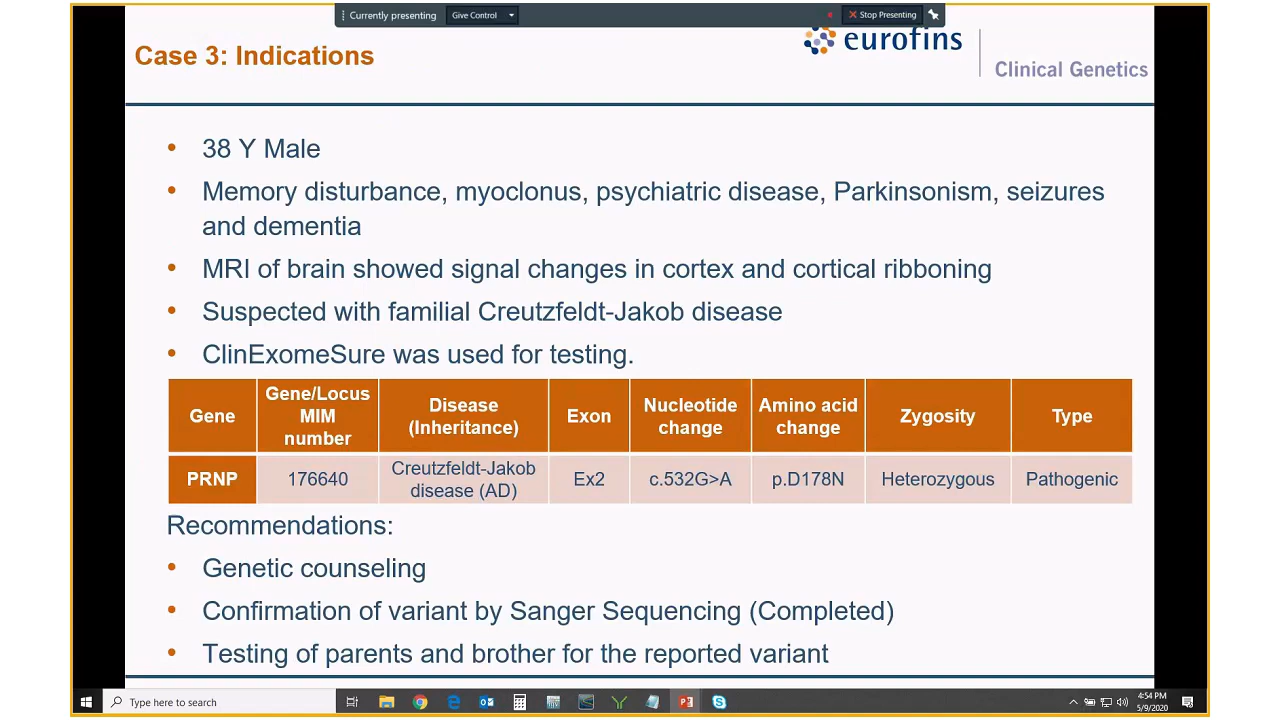 Currently presenting Give Control Stop Presenting
Case 3: Indications
eurofins
Clinical Genetics
• 38 Y Male
• Memory disturbance, myoclonus, psychiatric disease, Parkinsonism, seizures
and dementia
• MRI of brain showed signal changes in cortex and cortical ribboning
• Suspected with familial Creutzfeldt-Jakob disease
• ClinExomeSure was used for testing.
Gene Gene/Locus MIM number Disease (Inheritance) Exon Nucleotide change Amino acid change Zygosity Type
PRNP 176640 Creutzfeldt-Jakob disease (AD) Ex2 c.532G>A p.D178N Heterozygous Pathogenic
Recommendations:
• Genetic counseling
• Confirmation of variant by Sanger Sequencing (Completed)
• Testing of parents and brother for the reported variant
Type here to search
4:54 PM
5/9/2020